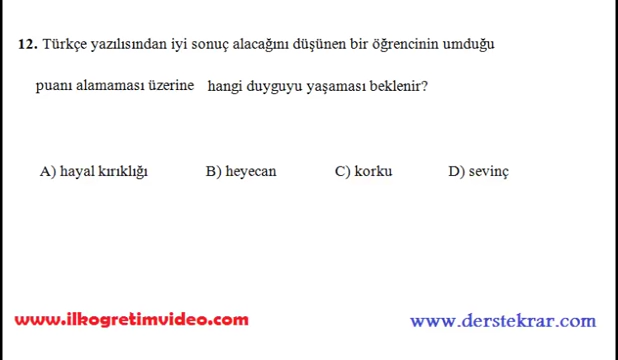 12. Türkçe yazılısından iyi sonuç alacağını düşünen bir öğrencinin umduğu
puanı alamaması üzerine hangi duyguyu yaşaması beklenir?
A) hayal kırıklığı B) heyecan C) korku D) sevinç
www.ilkogretimvideo.com www.derstekrar.com